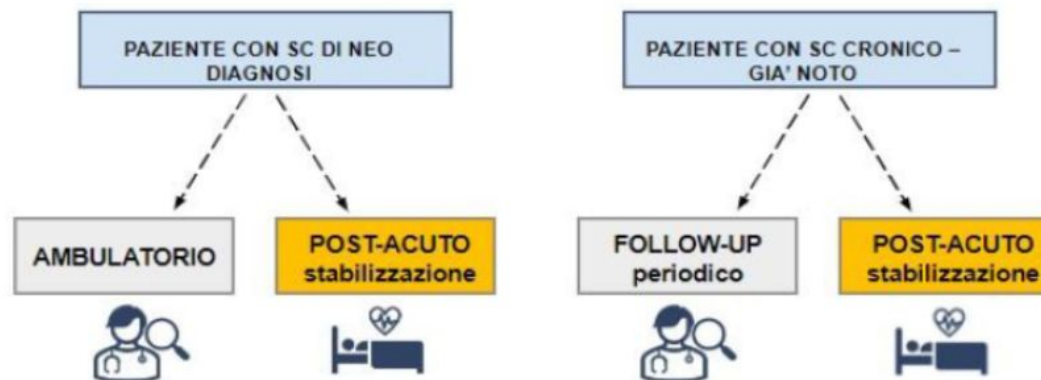 PAZIENTE CON SC DI NEO
DIAGNOSI
PAZIENTE CON SC CRONICO –
GIA' NOTO
AMBULATORIO
POST-ACUTO
stabilizzazione
FOLLOW-UP
periodico
POST-ACUTO
stabilizzazione